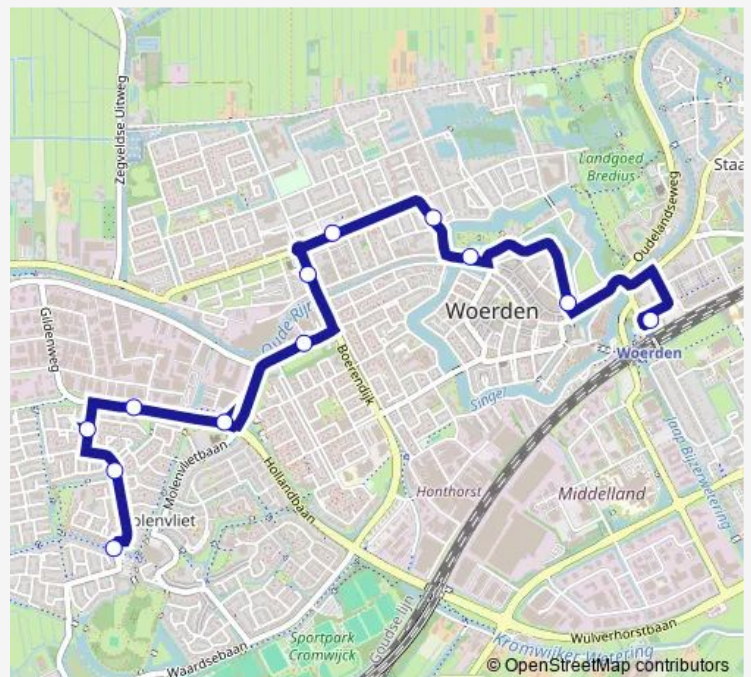 Zegveldse Uitweg
Landgoed
Bredius
Staa
Oudelandseweg
Gildenweg
Oude Rijn
Woerden
Woerden
Boerendijk
Singel
Jaap Bijzerwetering
Molenvlietbaan
Hollandbaan
Honthorst
Middelland
olenvliet
Goudse lijn
Sportpark
Cromwijck
Wulverhorstbaan
Kromwijker Wetering
Waardsebaan
© OpenStreetMap contributors